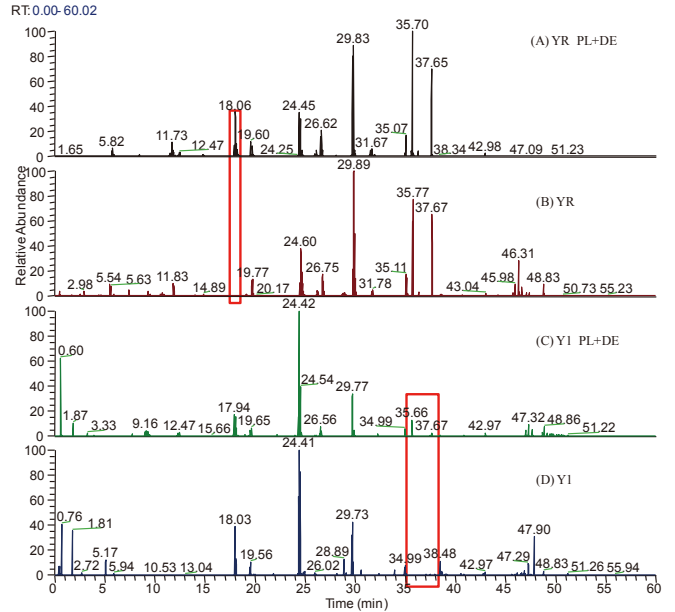 RT: 0.00- 60.02
Relative Abundance
100
80
60
40
20
0
(A) YR PL+DE
1.65 5.82 11.73 12.47 18.06 19.60 24.25 24.45 26.62 29.83 31.67 35.07 35.70 37.65 38.34 42.98 47.09 51.23
100
80
60
40
20
0
(B) YR
2.98 5.54 5.63 11.83 14.89 19.77 20.17 24.60 26.75 29.89 31.78 35.11 35.77 37.67 43.04 45.98 46.31 48.83 50.73 55.23
100
80
60
40
20
0
(C) Y1 PL+DE
0.60 1.87 3.33 9.16 12.47 15.66 17.94 19.65 24.42 24.54 26.56 29.77 34.99 35.66 37.67 42.97 47.32 48.86 51.22
100
80
60
40
20
0
(D) Y1
0.76 1.81 2.72 5.17 5.94 10.53 13.04 18.03 19.56 24.41 26.02 28.89 29.73 34.99 38.48 42.97 47.29 47.90 48.83 51.26 55.94
0 5 10 15 20 25 30 35 40 45 50 55 60
Time (min)